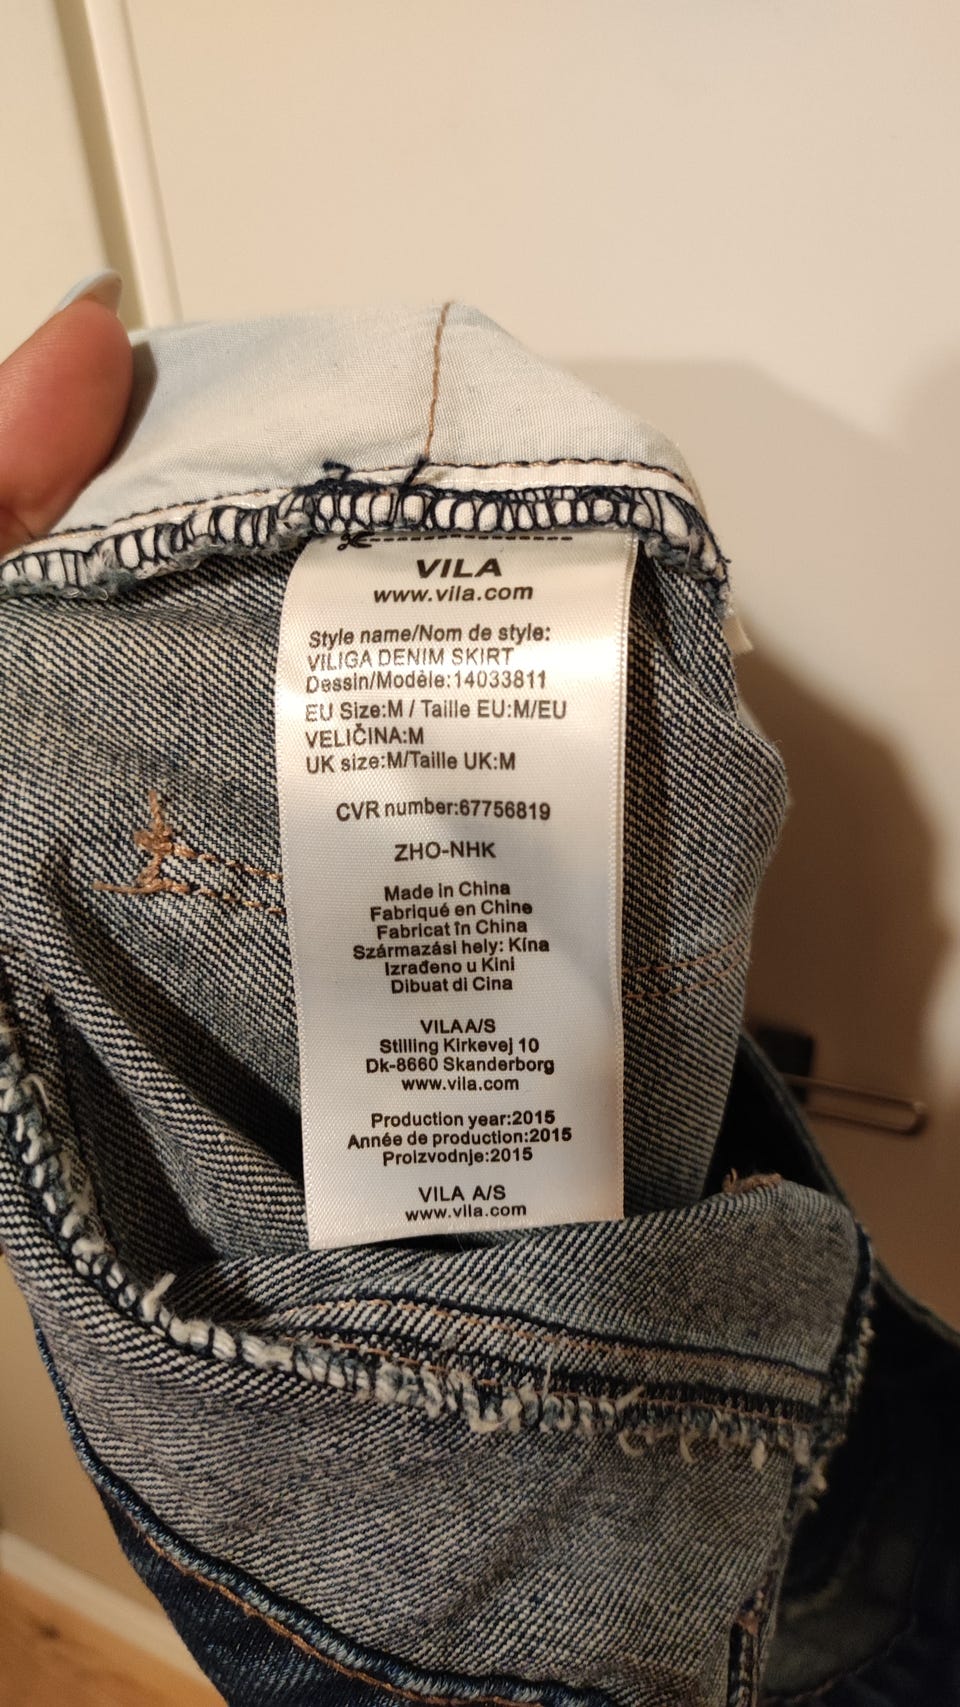 VILA
www.vila.com
Style name/Nom de style:
VILIGA DENIM SKIRT
Dessin/Modèle:14033811
EU Size:M / Taille EU:M/EU
VELIČINA:M
UK size:M/Taille UK:M
CVR number:67756819
ZHO-NHK
Made in China
Fabriqué en Chine
Fabricat în China
Származási hely: Kína
Izrađeno u Kini
Dibuat di Cina
VILA A/S
Stilling Kirkevej 10
Dk-8660 Skanderborg
www.vila.com
Production year:2015
Année de production:2015
Proizvodnje:2015
VILA A/S
www.vila.com